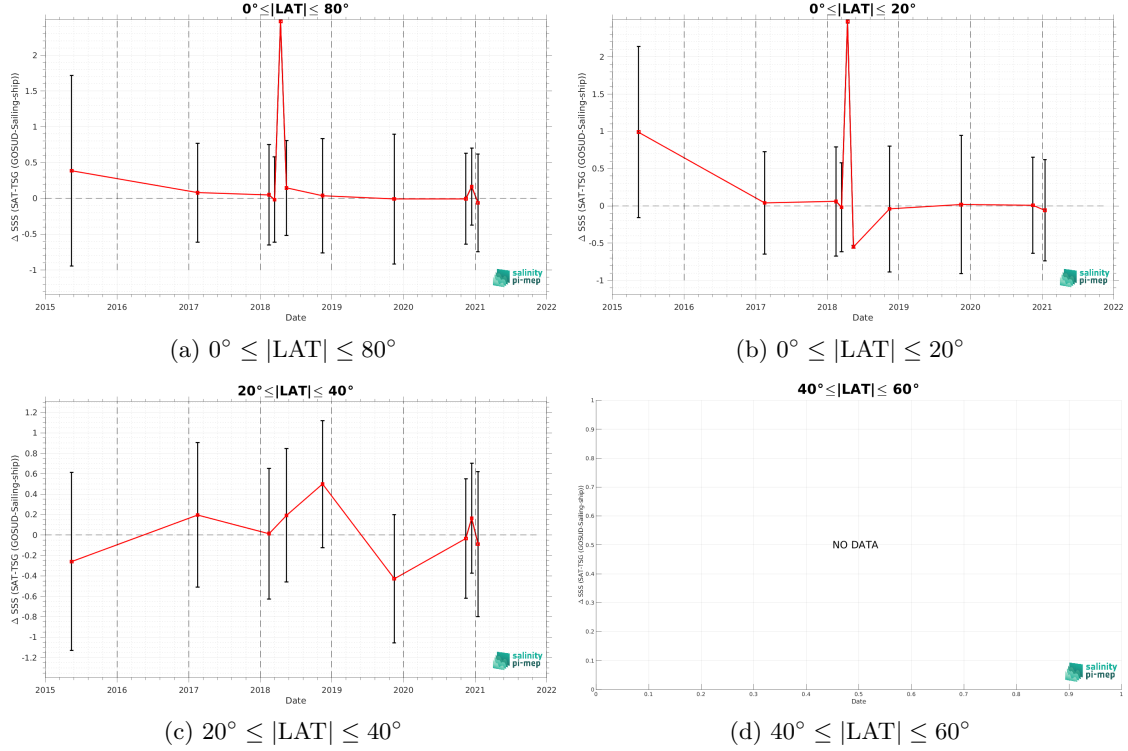 0°≤|LAT|≤ 80°
Δ SSS (SAT-TSG (GOSUD-Sailing-ship))
2
1.5
1
0.5
0
-0.5
-1
2015 2016 2017 2018 2019 2020 2021 2022
Date
salinity
pi-mep
(a) 0° ≤ |LAT| ≤ 80°
0°≤|LAT|≤ 20°
Δ SSS (SAT-TSG (GOSUD-Sailing-ship))
2
1.5
1
0.5
0
-0.5
-1
2015 2016 2017 2018 2019 2020 2021 2022
Date
salinity
pi-mep
(b) 0° ≤ |LAT| ≤ 20°
20°≤|LAT|≤ 40°
Δ SSS (SAT-TSG (GOSUD-Sailing-ship))
1.2
1
0.8
0.6
0.4
0.2
0
-0.2
-0.4
-0.6
-0.8
-1
-1.2
2015 2016 2017 2018 2019 2020 2021 2022
Date
salinity
pi-mep
(c) 20° ≤ |LAT| ≤ 40°
40°≤|LAT|≤ 60°
Δ SSS (SAT-TSG (GOSUD-Sailing-ship))
1
0.9
0.8
0.7
0.6
0.5
0.4
0.3
0.2
0.1
0
NO DATA
0 0.1 0.2 0.3 0.4 0.5 0.6 0.7 0.8 0.9 1
Date
salinity
pi-mep
(d) 40° ≤ |LAT| ≤ 60°